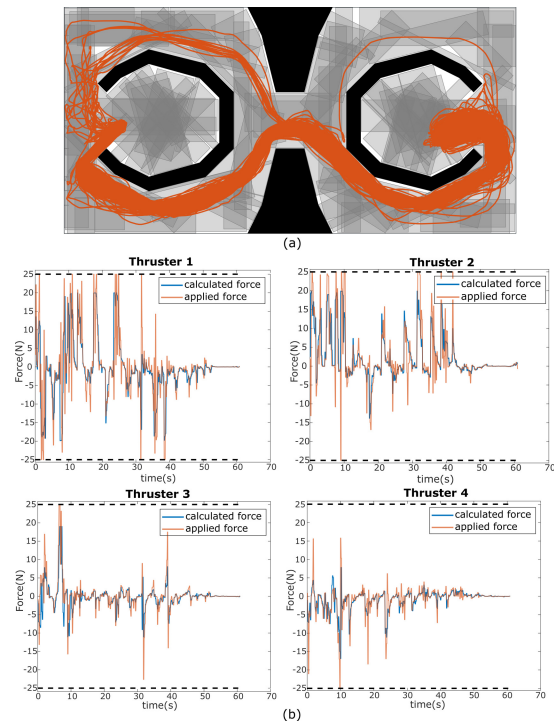 (a)
Thruster 1
Thruster 2
25
20
15
10
5
0
-5
-10
-15
-20
-25
Force(N)
calculated force
applied force
0 10 20 30 40 50 60 70
time(s)
25
20
15
10
5
0
-5
-10
-15
-20
-25
Force(N)
calculated force
applied force
0 10 20 30 40 50 60 70
time(s)
Thruster 3
Thruster 4
25
20
15
10
5
0
-5
-10
-15
-20
-25
Force(N)
calculated force
applied force
0 10 20 30 40 50 60 70
time(s)
25
20
15
10
5
0
-5
-10
-15
-20
-25
Force(N)
calculated force
applied force
0 10 20 30 40 50 60 70
time(s)
(b)